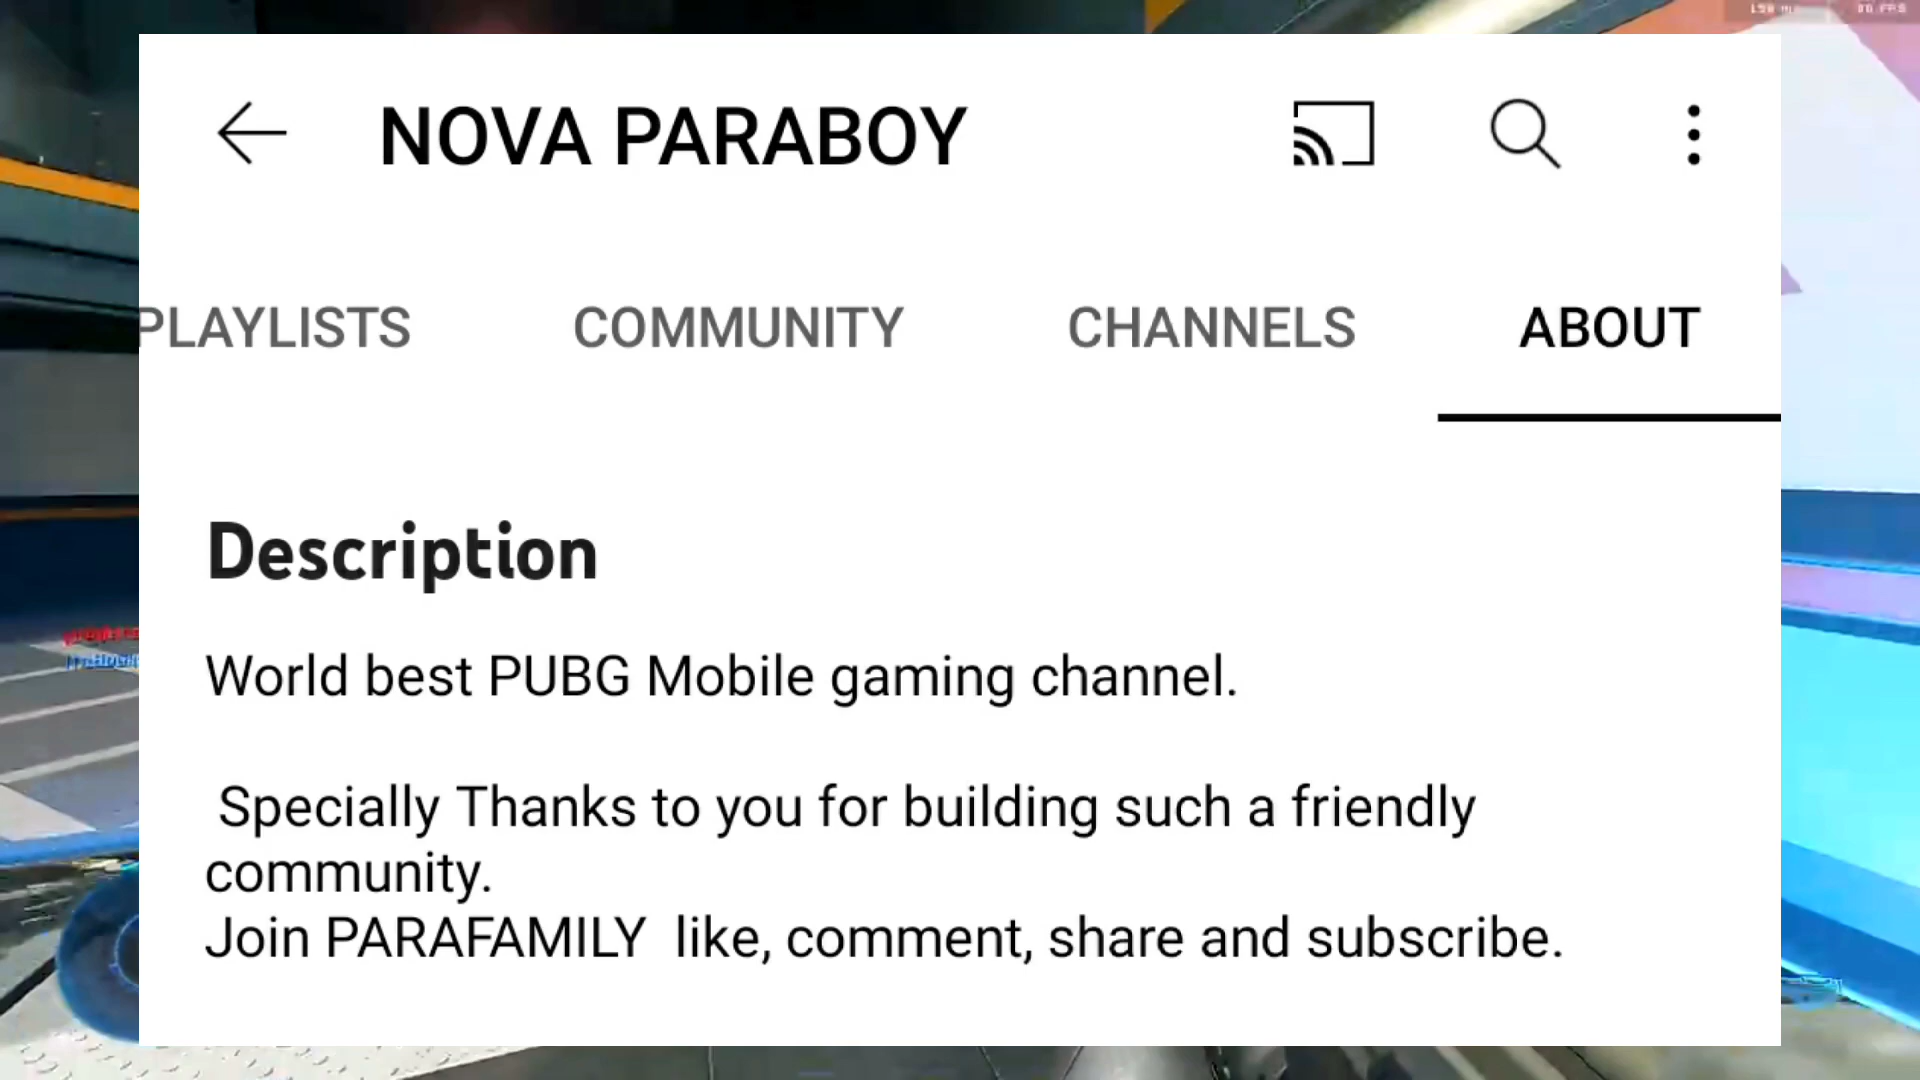 NOVA PARABOY
PLAYLISTS COMMUNITY CHANNELS ABOUT
Description
World best PUBG Mobile gaming channel.
Specially Thanks to you for building such a friendly
community.
Join PARAFAMILY like, comment, share and subscribe.